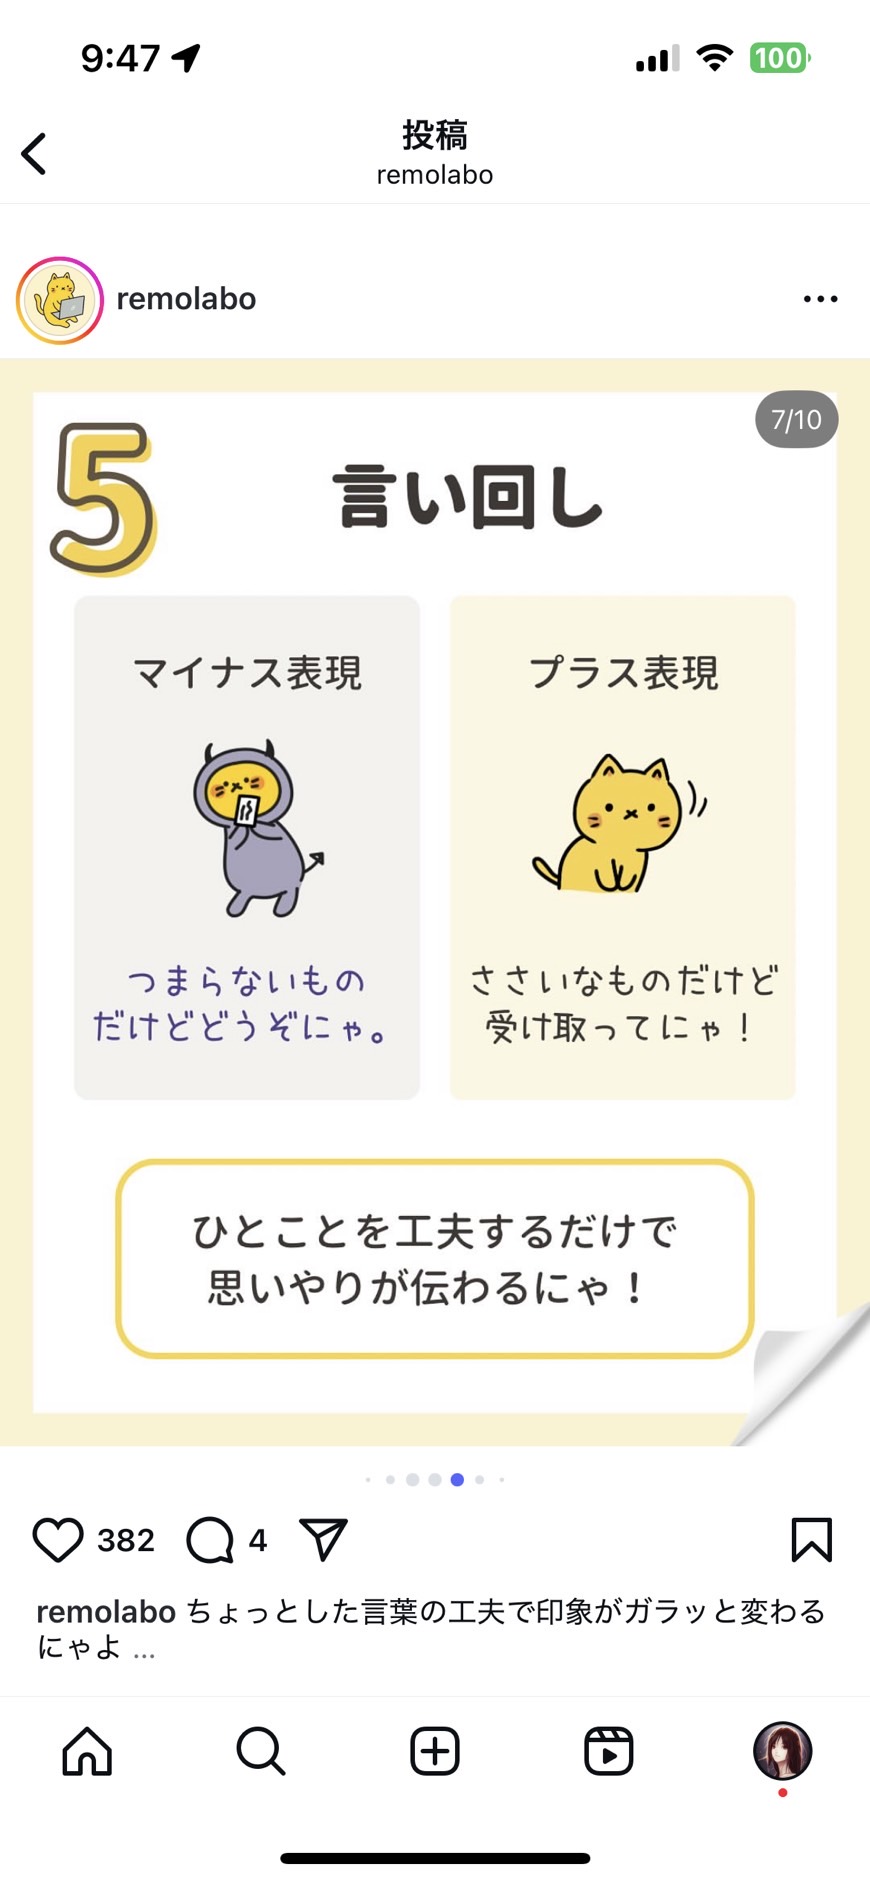 9:47
100
投稿
remolabo
remolabo
7/10
5
言い回し
マイナス表現
つまらないもの
だけどどうぞにゃ。
プラス表現
ささいなものだけど
受け取ってにゃ！
ひとことを工夫するだけで
思いやりが伝わるにゃ！
382
4
remolabo ちょっとした言葉の工夫で印象がガラッと変わる
にゃよ ...